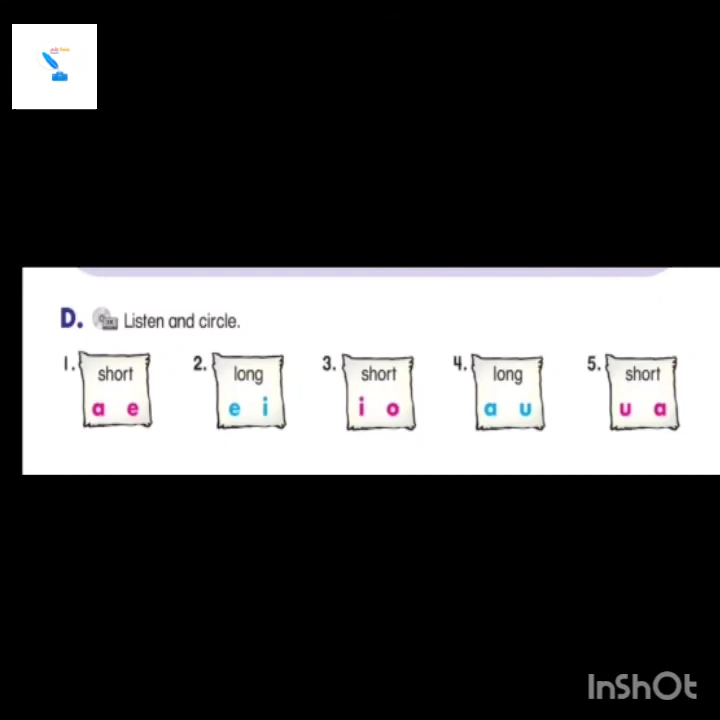 D. Listen and circle.
1. short
a e
2. long
e i
3. short
i o
4. long
a u
5. short
u a
InShOt